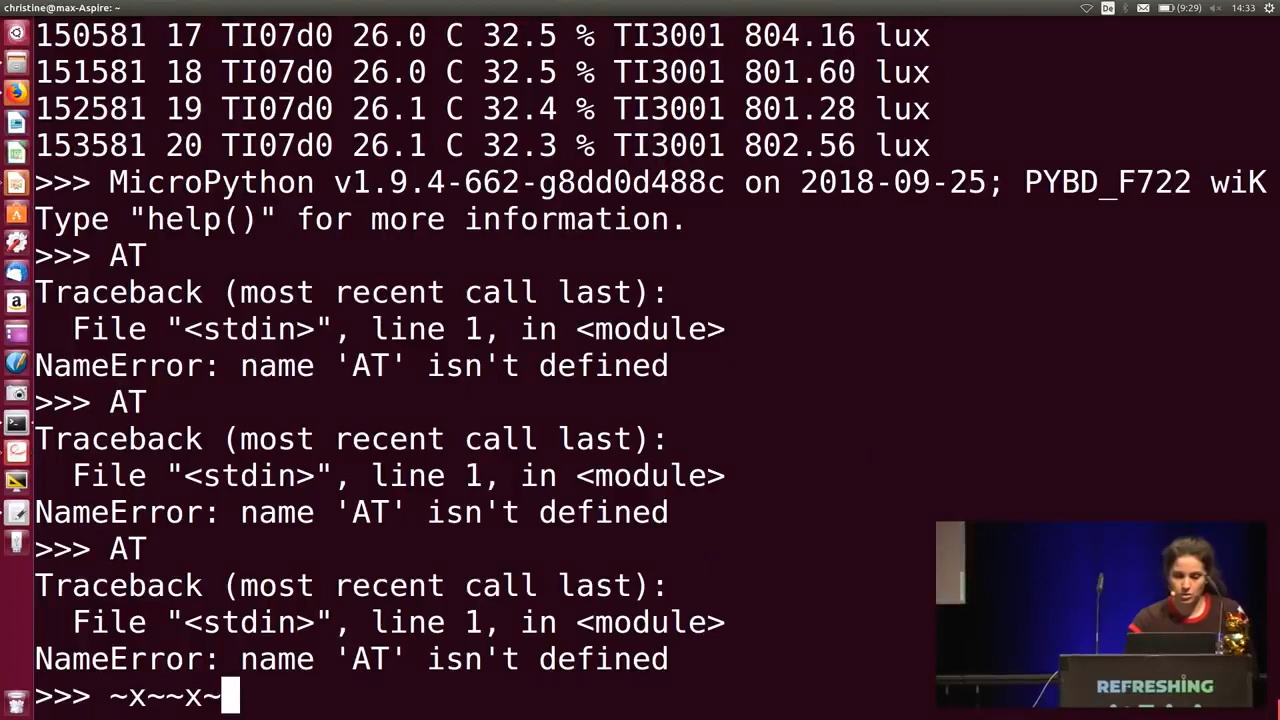 christine@max-Aspire: ~
De
(9:29)
14:33
150581 17 TI07d0 26.0 C 32.5 % TI3001 804.16 lux
151581 18 TI07d0 26.0 C 32.5 % TI3001 801.60 lux
152581 19 TI07d0 26.1 C 32.4 % TI3001 801.28 lux
153581 20 TI07d0 26.1 C 32.3 % TI3001 802.56 lux
>>> MicroPython v1.9.4-662-g8dd0d488c on 2018-09-25; PYBD_F722 wiK
Type "help()" for more information.
>>> AT
Traceback (most recent call last):
  File "<stdin>", line 1, in <module>
NameError: name 'AT' isn't defined
>>> AT
Traceback (most recent call last):
  File "<stdin>", line 1, in <module>
NameError: name 'AT' isn't defined
>>> AT
Traceback (most recent call last):
  File "<stdin>", line 1, in <module>
NameError: name 'AT' isn't defined
>>> ~x~~x~
REFRESHING